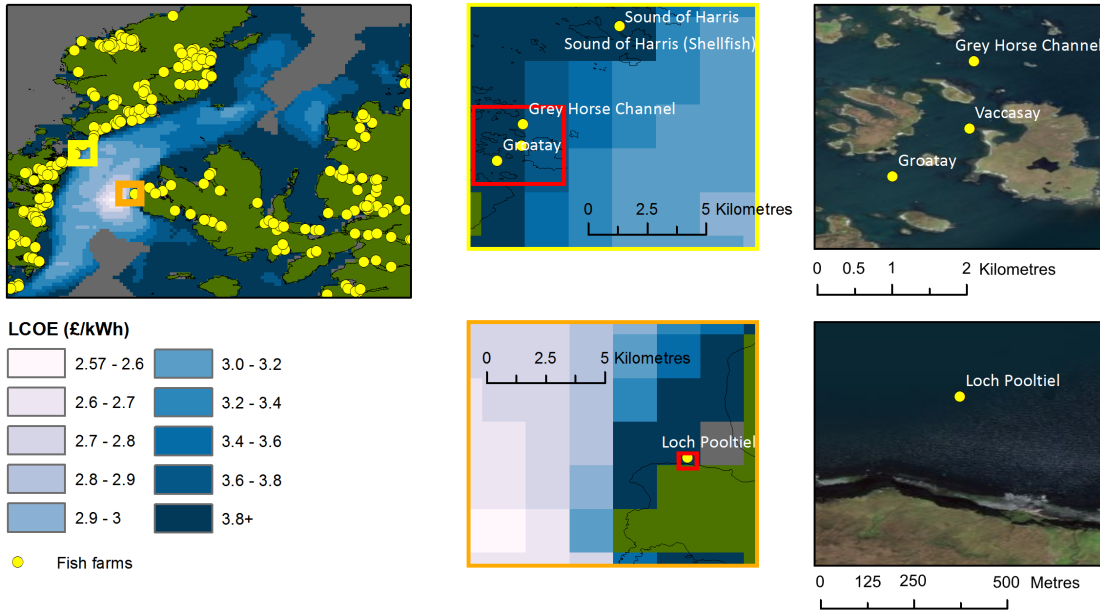 Sound of Harris
Sound of Harris (Shellfish)
Grey Horse Channel
Groatay
0 2.5 5 Kilometres
Grey Horse Channel
Vaccasay
Groatay
0 0.5 1 2 Kilometres
LCOE (£/kWh)
2.57 - 2.6
2.6 - 2.7
2.7 - 2.8
2.8 - 2.9
2.9 - 3
3.0 - 3.2
3.2 - 3.4
3.4 - 3.6
3.6 - 3.8
3.8+
Fish farms
0 2.5 5 Kilometres
Loch Pooltiel
Loch Pooltiel
0 125 250 500 Metres